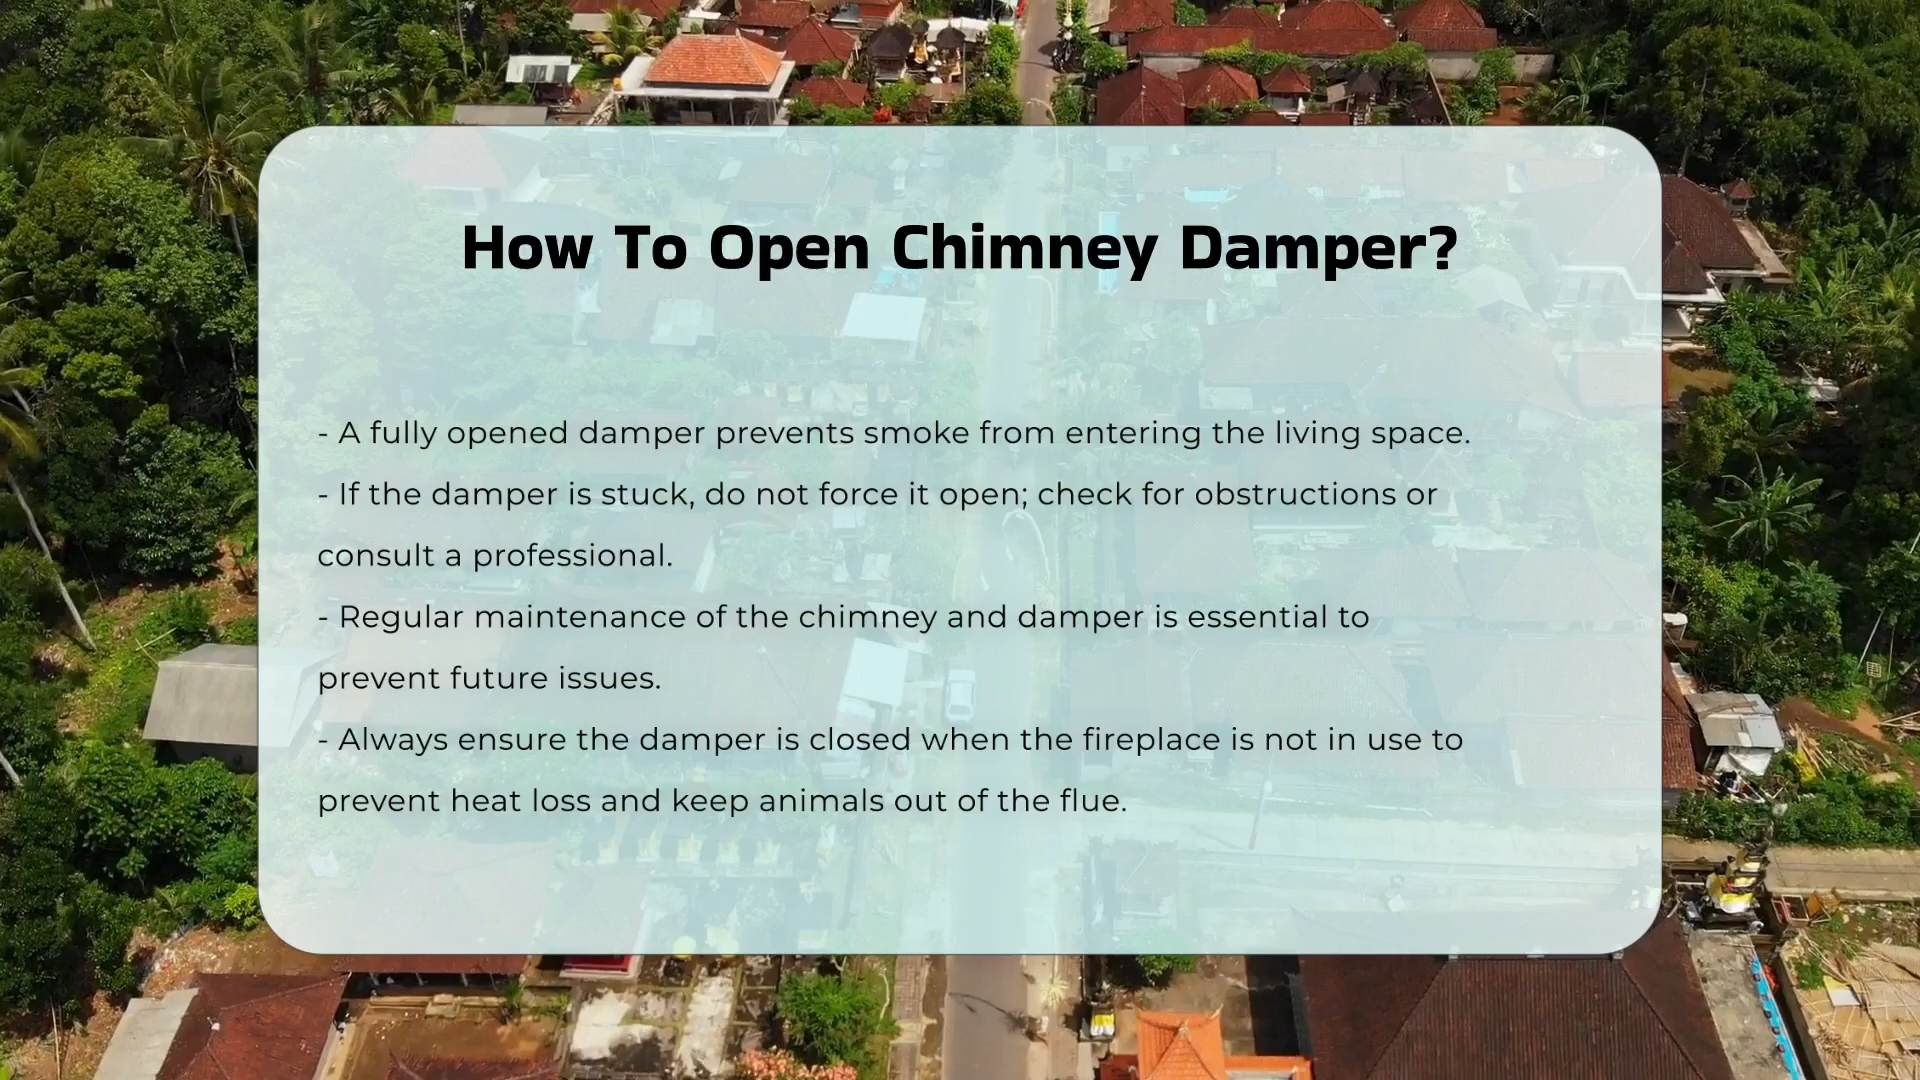 How To Open Chimney Damper?
- A fully opened damper prevents smoke from entering the living space.
- If the damper is stuck, do not force it open; check for obstructions or
consult a professional.
- Regular maintenance of the chimney and damper is essential to
prevent future issues.
- Always ensure the damper is closed when the fireplace is not in use to
prevent heat loss and keep animals out of the flue.